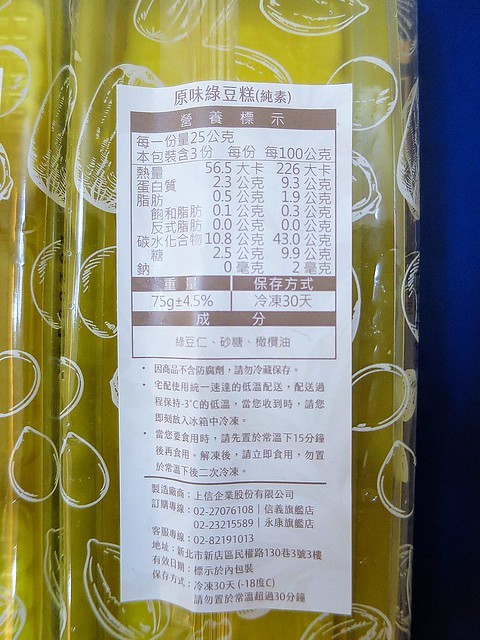 原味綠豆糕(純素)
營養標示
每一份量25公克
本包裝含3份 每份 每100公克
熱量 56.5 大卡 226 大卡
蛋白質 2.3 公克 9.3 公克
脂肪 0.5 公克 1.9 公克
飽和脂肪 0.1 公克 0.3 公克
反式脂肪 0.0 公克 0.0 公克
碳水化合物 10.8 公克 43.0 公克
糖 2.5 公克 9.9 公克
鈉 0 毫克 2 毫克
重量 保存方式
75g±4.5% 冷凍30天
成分
綠豆仁、砂糖、橄欖油
・因商品不含防腐劑，請勿冷藏保存。
・宅配使用統一速達的低溫配送，配送過
程保持-3℃的低溫，當您收到時，請您
即刻放入冰箱中冷凍。
・當您要食用時，請先置於常溫下15分鐘
後再食用。解凍後，請立即食用，勿置
於常溫下後二次冷凍。
製造廠商：上信企業股份有限公司
訂購專線：02-27076108｜信義旗艦店
02-23215589｜永康旗艦店
客服專線：02-82191013
地址：新北市新店區民權路130巷3號3樓
有效日期：標示於內包裝
保存方式：冷凍30天 (-18度C)
請勿置於常溫超過30分鐘